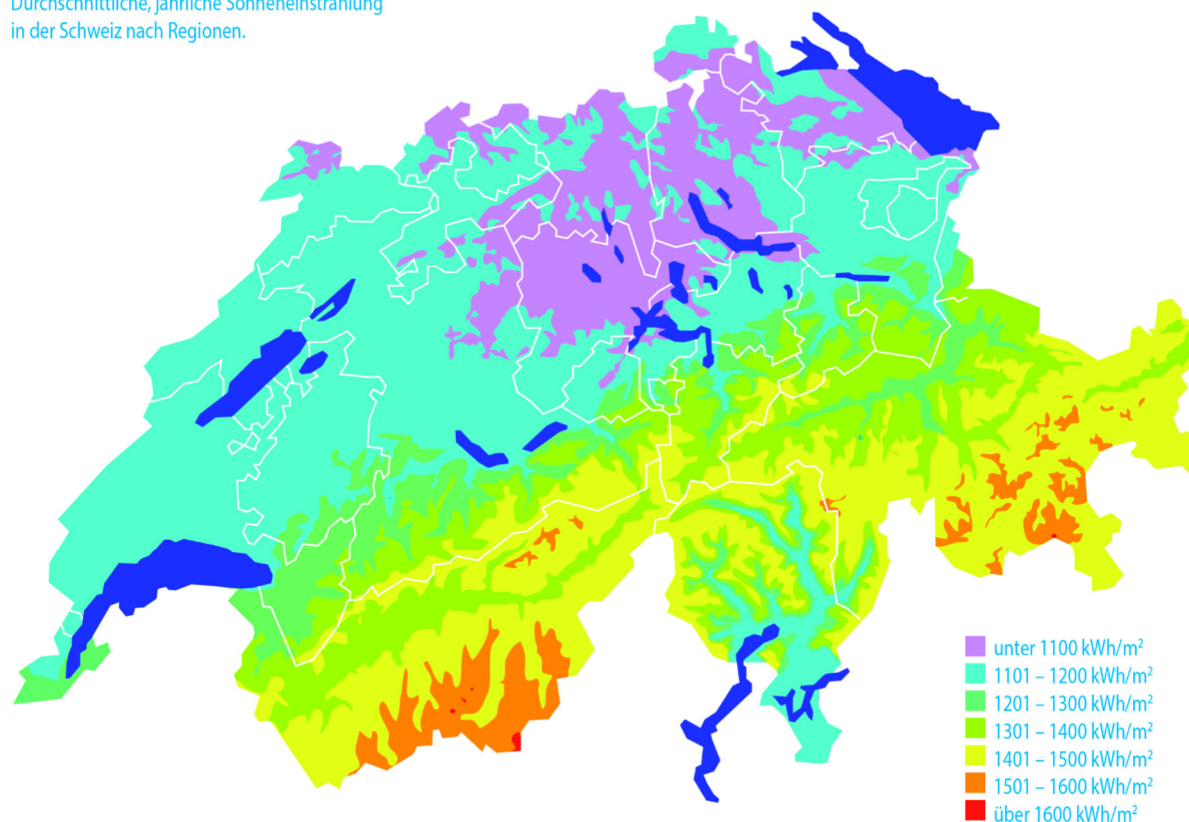 Durchschnittliche, jährliche Sonneneinstrahlung
in der Schweiz nach Regionen.
unter 1100 kWh/m²
1101 – 1200 kWh/m²
1201 – 1300 kWh/m²
1301 – 1400 kWh/m²
1401 – 1500 kWh/m²
1501 – 1600 kWh/m²
über 1600 kWh/m²